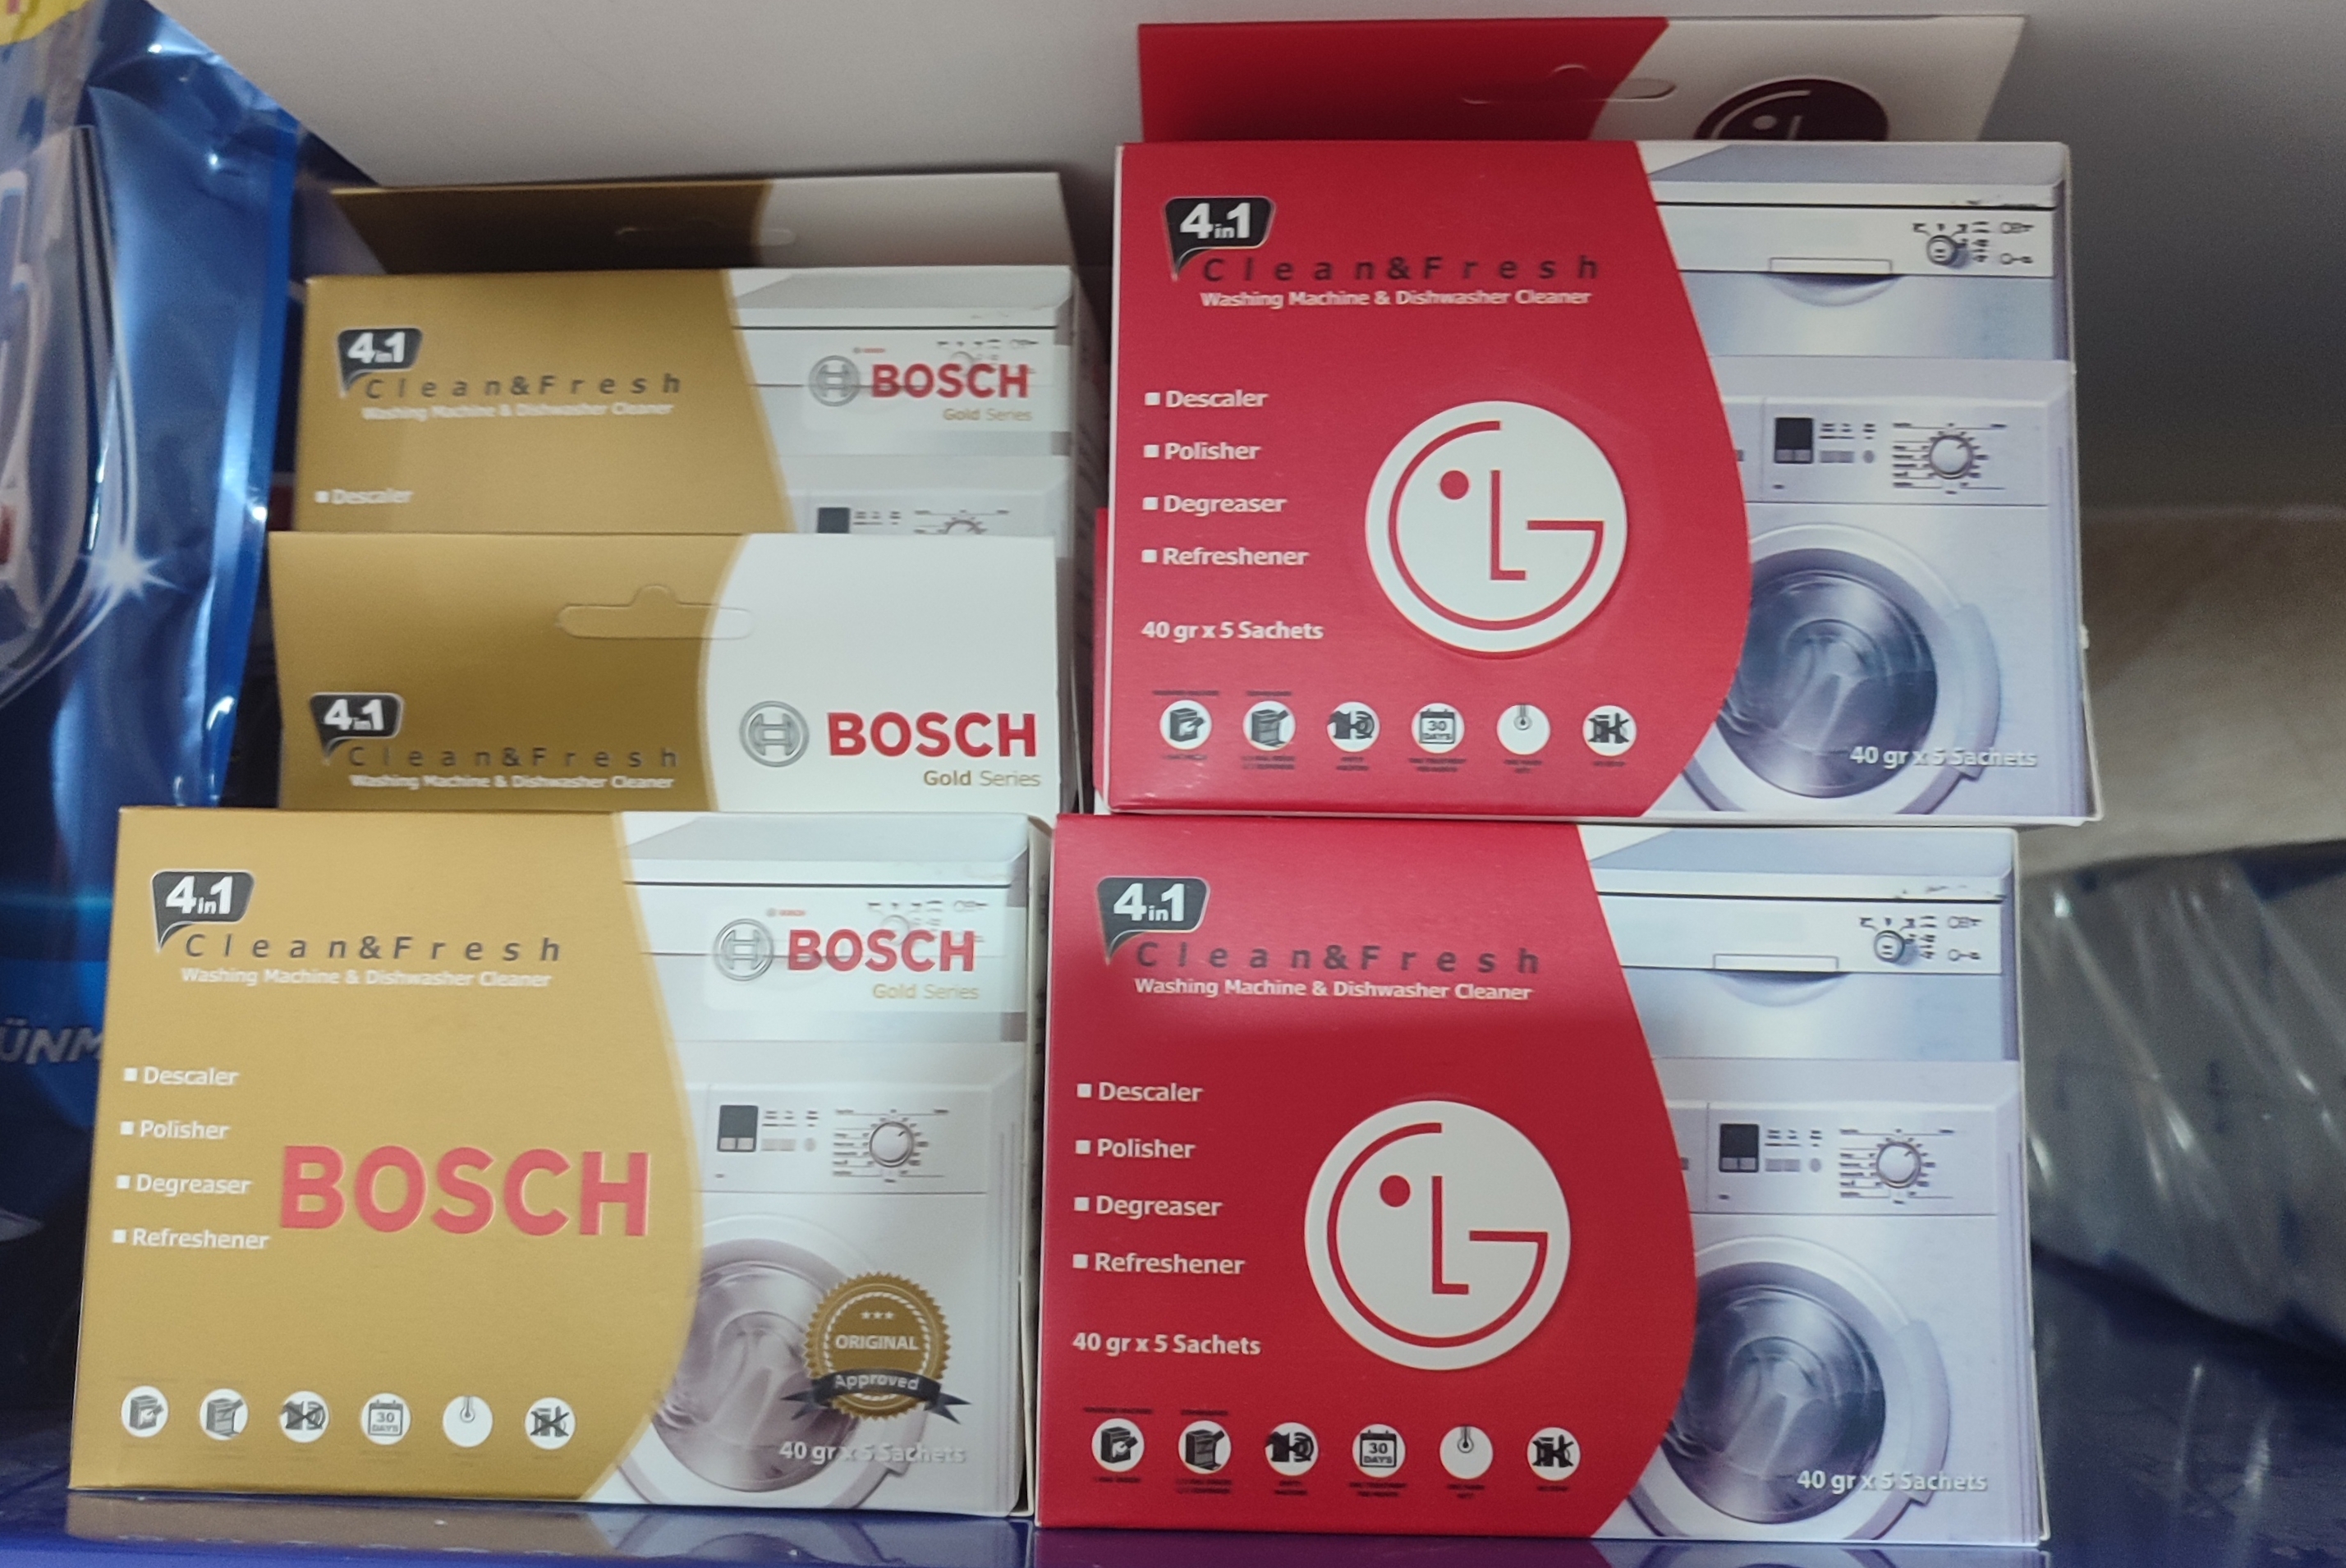 4in1
Clean&Fresh
Washing Machine & Dishwasher Cleaner
BOSCH
Gold Series
Descaler
4in1
Clean&Fresh
Washing Machine & Dishwasher Cleaner
BOSCH
Gold Series
4in1
Clean&Fresh
Washing Machine & Dishwasher Cleaner
BOSCH
Gold Series
Descaler
Polisher
Degreaser
Refreshener
BOSCH
ORIGINAL
Approved
30
DAYS
40 gr x 5 Sachets
4in1
Clean&Fresh
Washing Machine & Dishwasher Cleaner
Descaler
Polisher
Degreaser
Refreshener
LG
40 gr x 5 Sachets
30
DAYS
40 gr x 5 Sachets
4in1
Clean&Fresh
Washing Machine & Dishwasher Cleaner
Descaler
Polisher
Degreaser
Refreshener
LG
40 gr x 5 Sachets
30
DAYS
40 gr x 5 Sachets